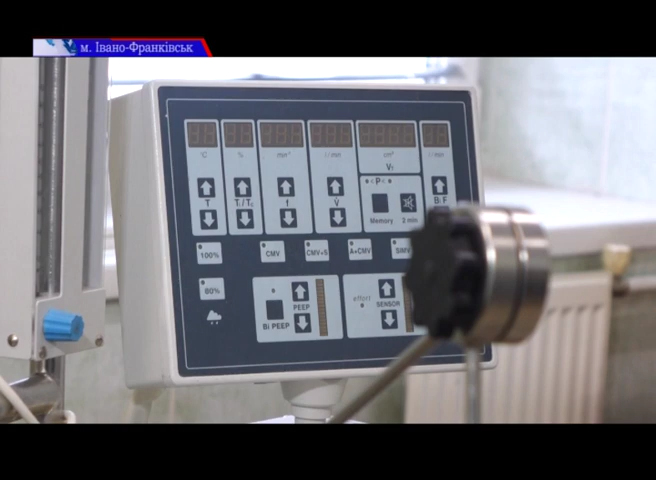 м. Івано-Франківськ
°C
%
min⁻¹
l/min
cm³
l/min
VT
T
TI/TE
f
V̇
P
Memory
2 min
B/F
100%
CMV
CMV+S
A+CMV
SIMV
80%
Bi PEEP
PEEP
effort
SENSOR